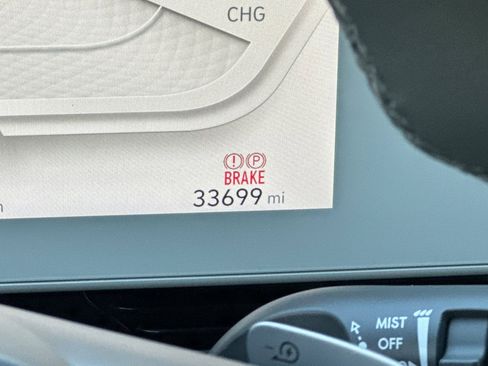 CHG
(!) (P)
BRAKE
33699 mi
MIST
OFF